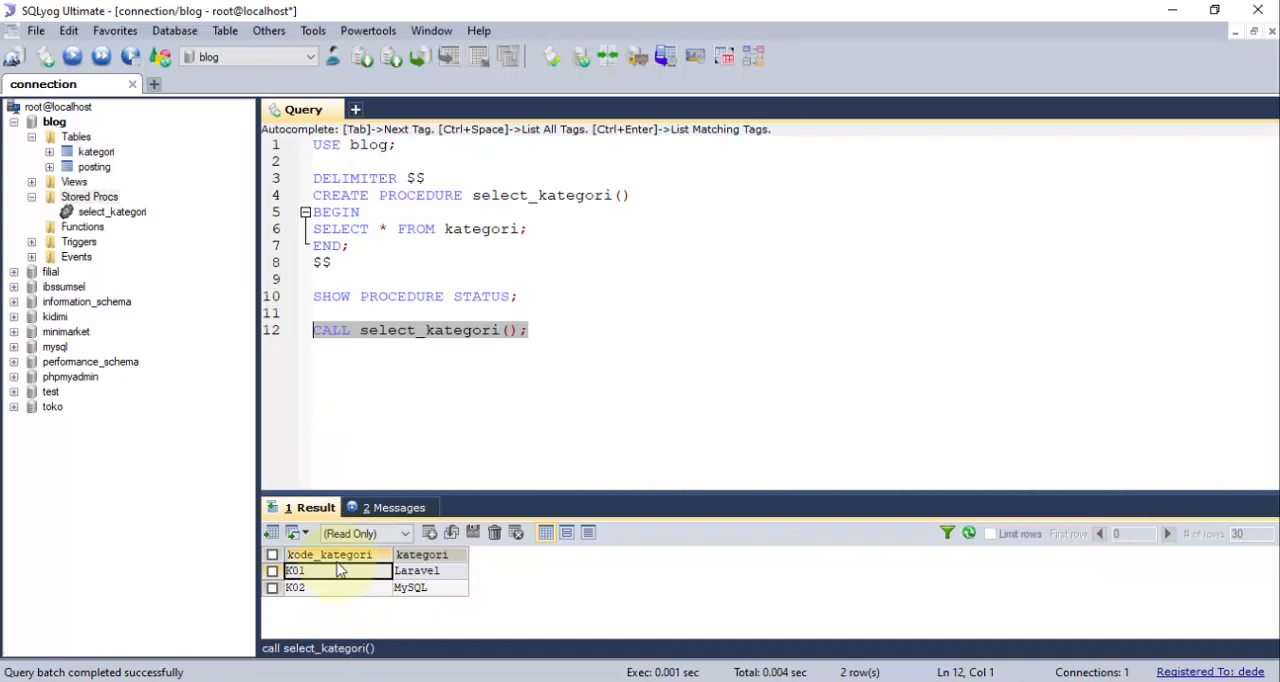 SQLyog Ultimate - [connection/blog - root@localhost*]
File Edit Favorites Database Table Others Tools Powertools Window Help
blog
connection
root@localhost
blog
Tables
kategori
posting
Views
Stored Procs
select_kategori
Functions
Triggers
Events
filial
ibssumsel
information_schema
kidimi
minimarket
mysql
performance_schema
phpmyadmin
test
toko
Query
Autocomplete: [Tab]->Next Tag. [Ctrl+Space]->List All Tags. [Ctrl+Enter]->List Matching Tags.
1 USE blog;
2
3 DELIMITER $$
4 CREATE PROCEDURE select_kategori()
5 BEGIN
6 SELECT * FROM kategori;
7 END;
8 $$
9
10 SHOW PROCEDURE STATUS;
11
12 CALL select_kategori();
1 Result 2 Messages
(Read Only) Limit rows First row 0 # of rows 30
kode_kategori kategori
K01 Laravel
K02 MySQL
call select_kategori()
Query batch completed successfully Exec: 0.001 sec Total: 0.004 sec 2 row(s) Ln 12, Col 1 Connections: 1 Registered To: dede